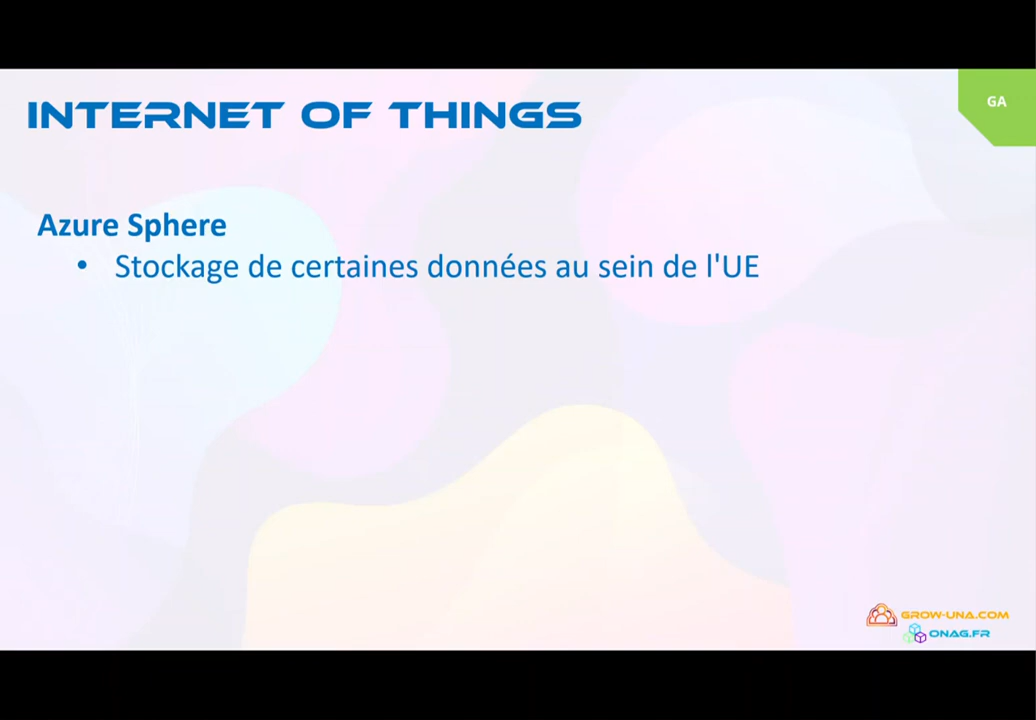 INTERNET OF THINGS
GA
Azure Sphere
• Stockage de certaines données au sein de l'UE
GROW-UNA.COM
ONAG.FR